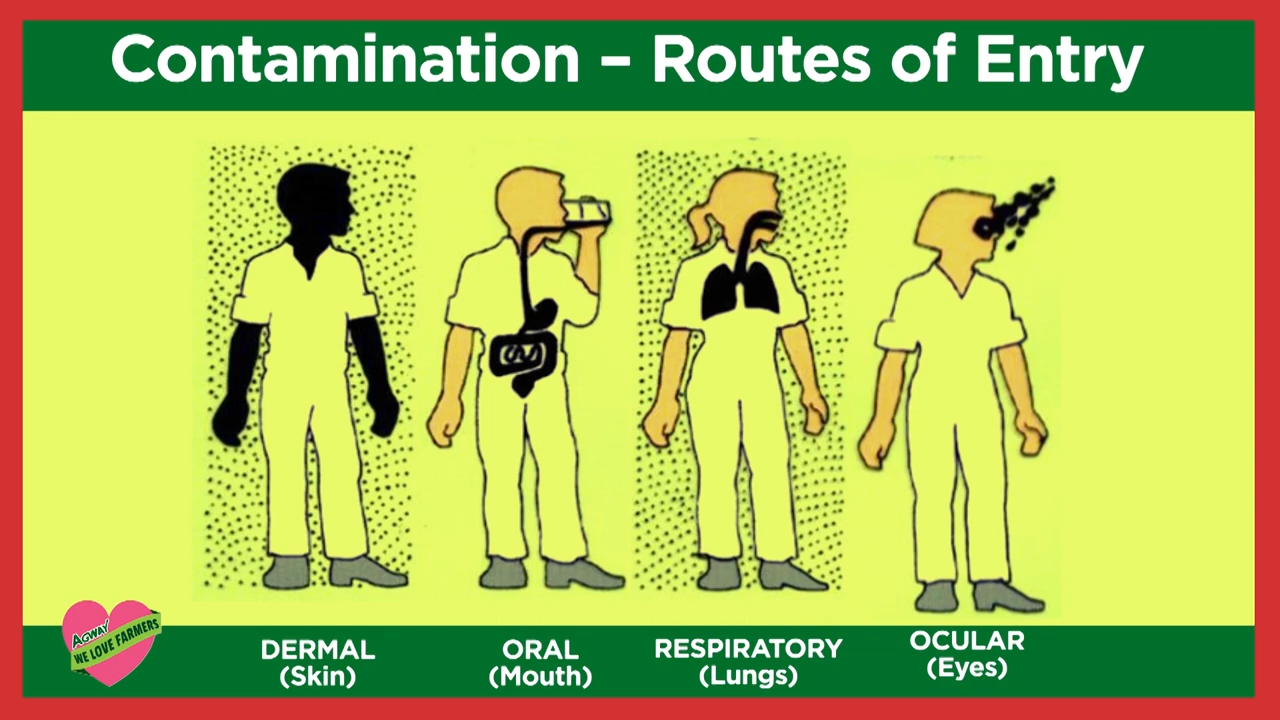 Contamination – Routes of Entry
AGWAY
WE LOVE FARMERS
DERMAL
(Skin)
ORAL
(Mouth)
RESPIRATORY
(Lungs)
OCULAR
(Eyes)